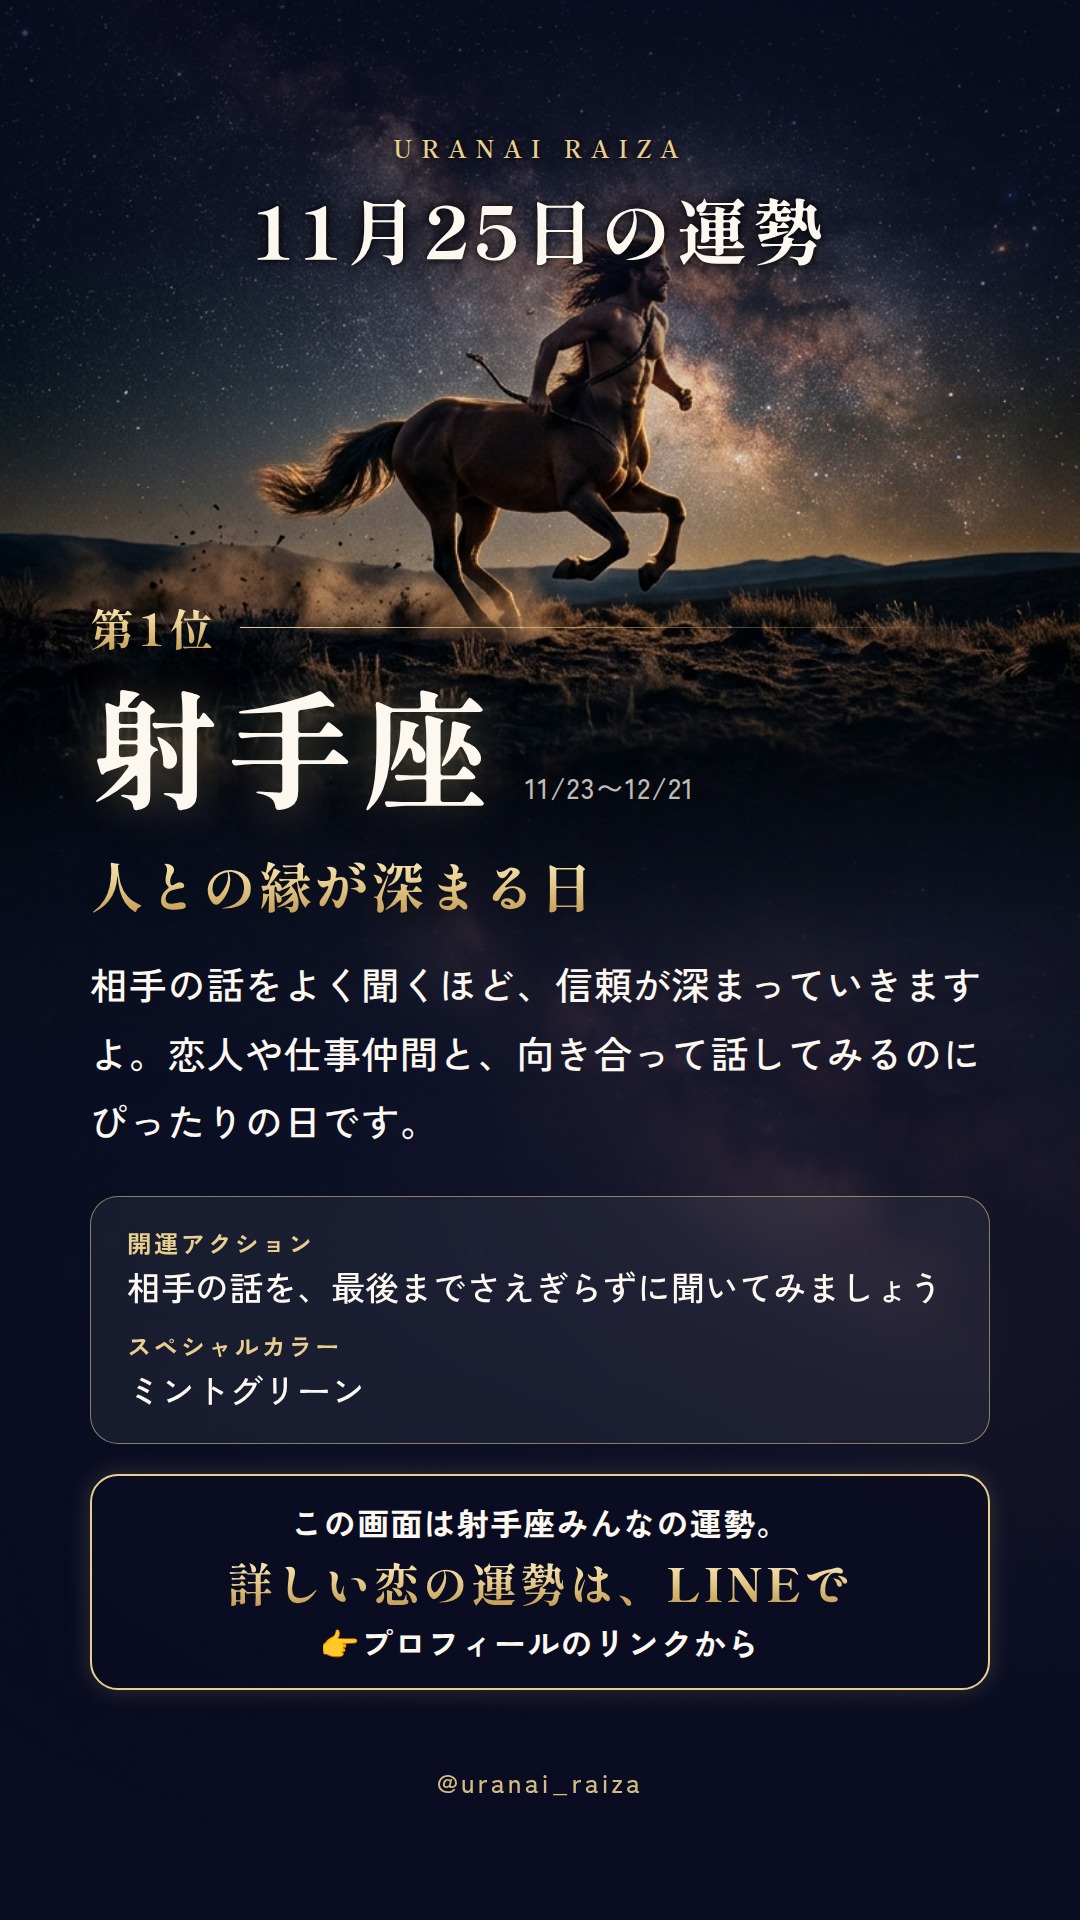 URANAI RAIZA
11月25日の運勢
第1位
射手座 11/23〜12/21
人との縁が深まる日
相手の話をよく聞くほど、信頼が深まっていきます
よ。恋人や仕事仲間と、向き合って話してみるのに
ぴったりの日です。
開運アクション
相手の話を、最後までさえぎらずに聞いてみましょう
スペシャルカラー
ミントグリーン
この画面は射手座みんなの運勢。
詳しい恋の運勢は、LINEで
👉プロフィールのリンクから
@uranai_raiza